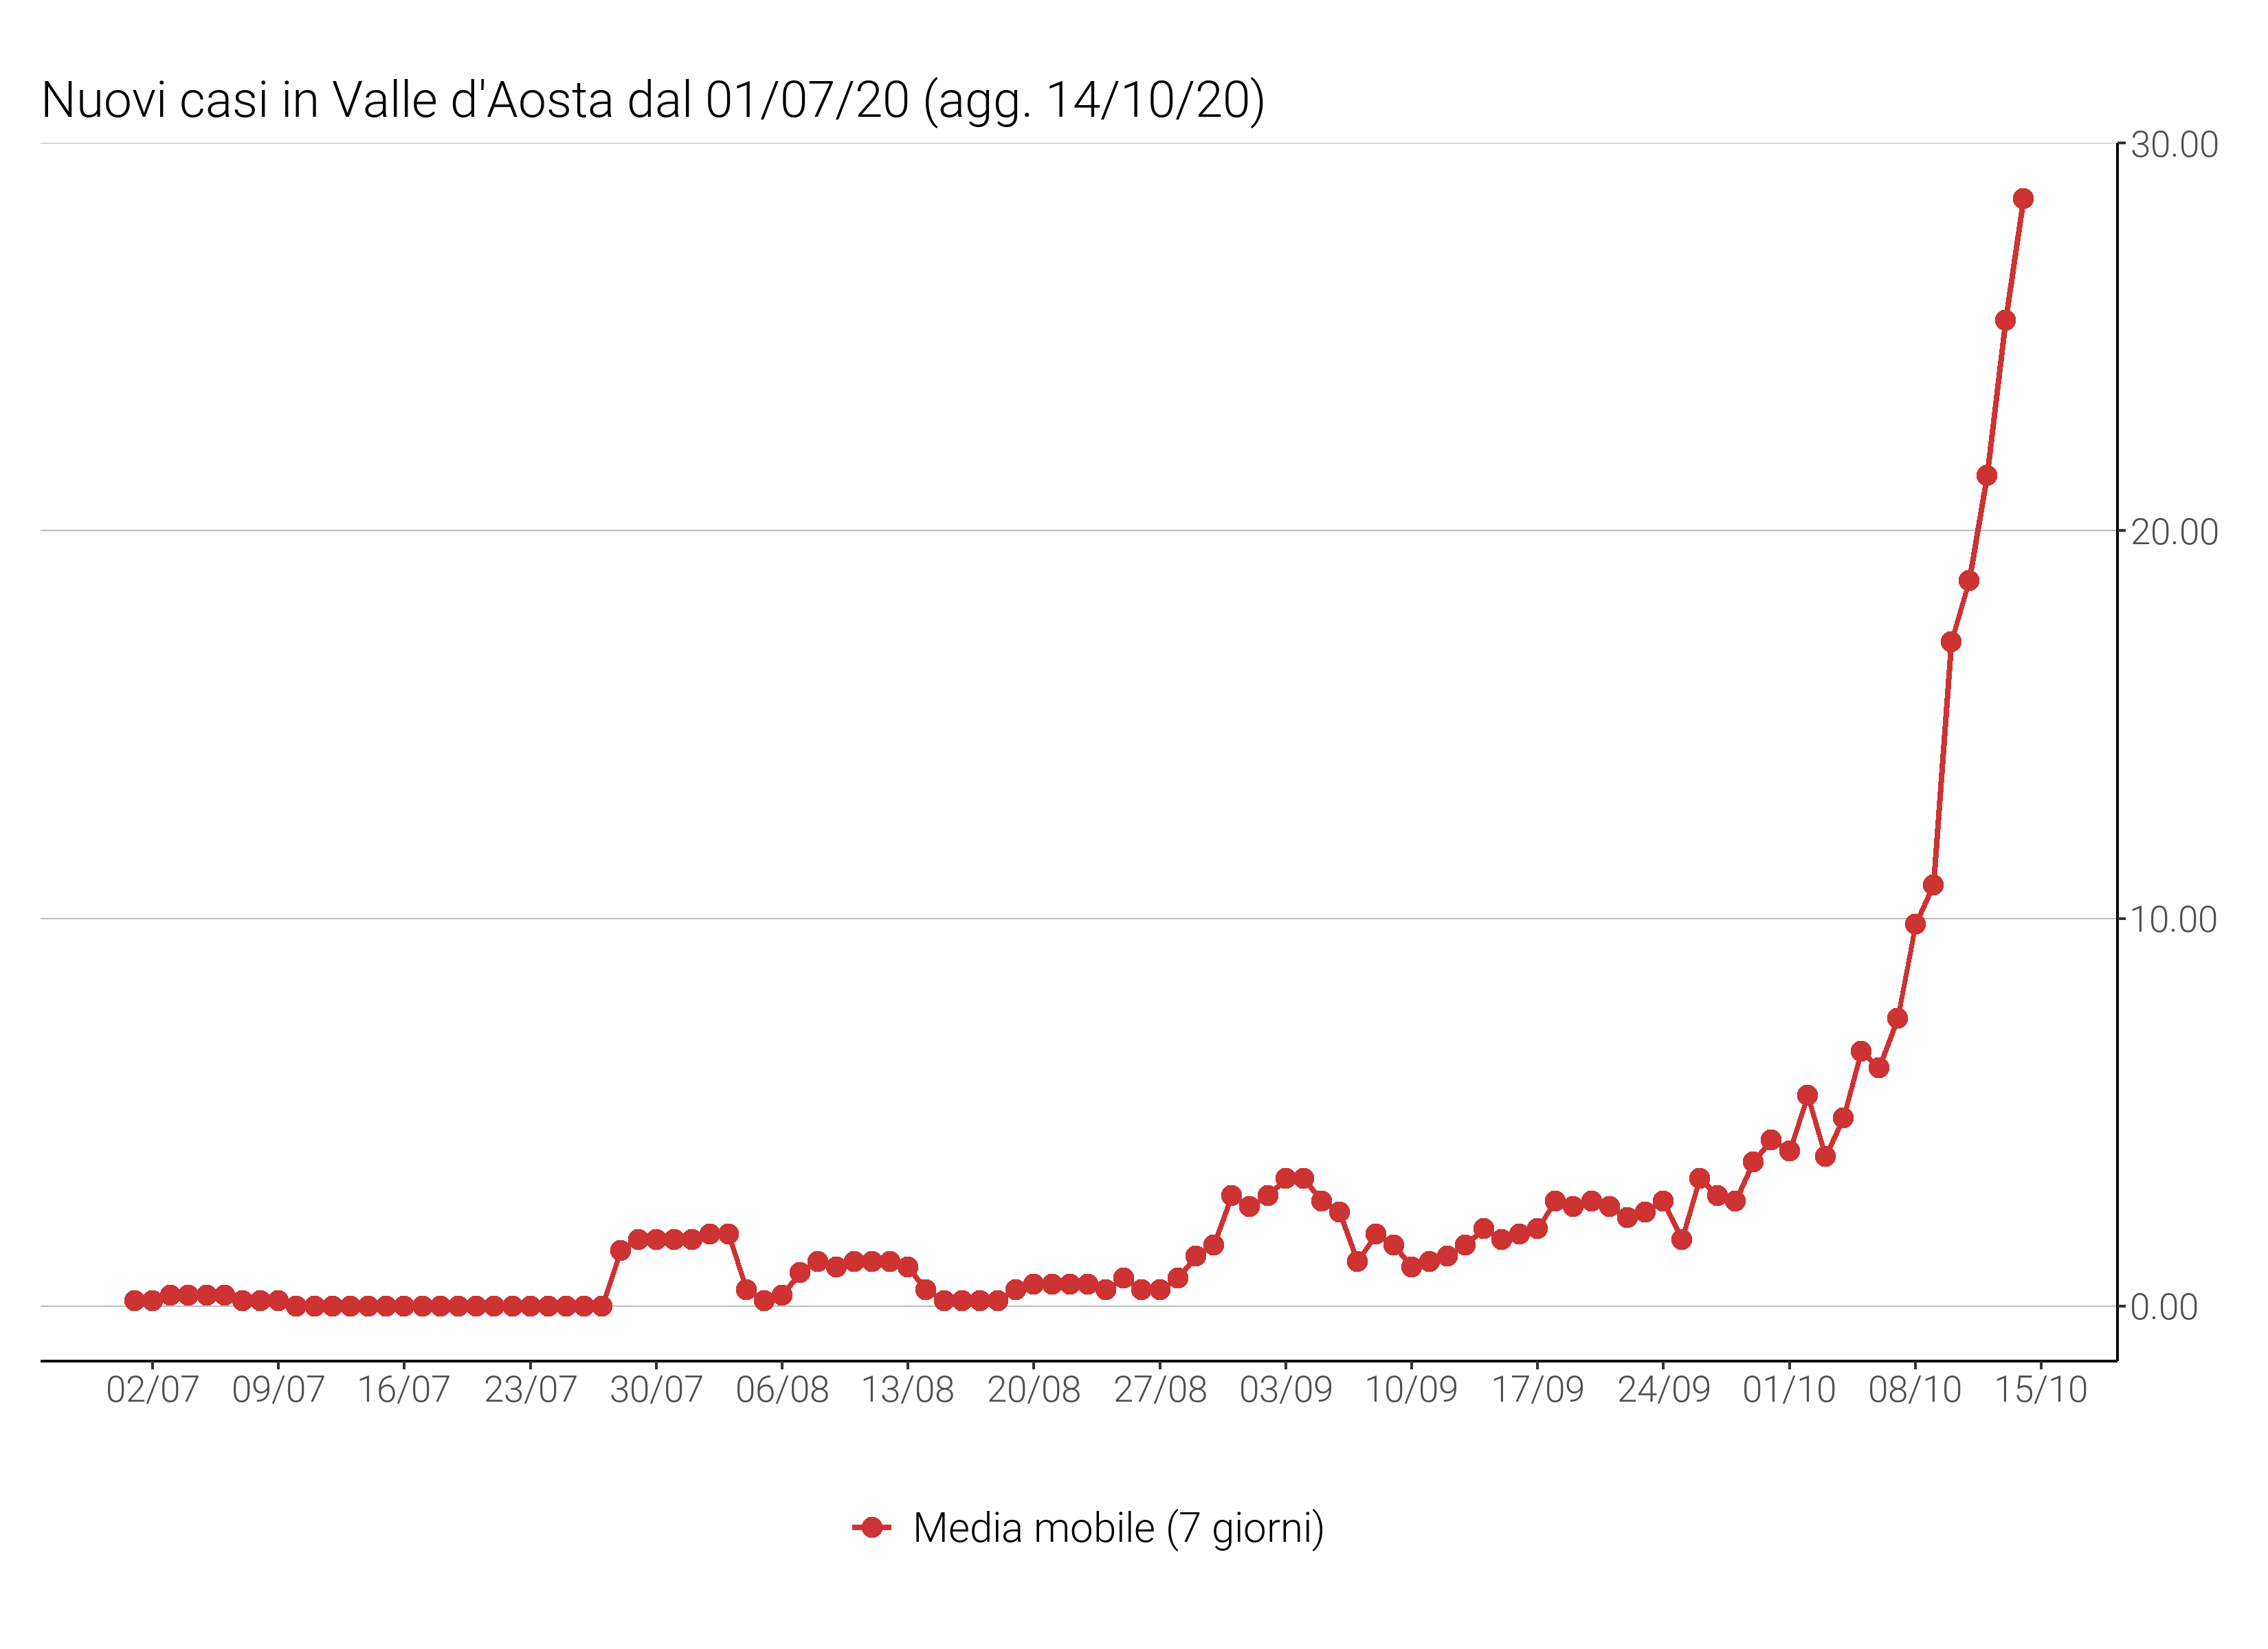 Nuovi casi in Valle d'Aosta dal 01/07/20 (agg. 14/10/20)
30.00
20.00
10.00
0.00
02/07 09/07 16/07 23/07 30/07 06/08 13/08 20/08 27/08 03/09 10/09 17/09 24/09 01/10 08/10 15/10
Media mobile (7 giorni)